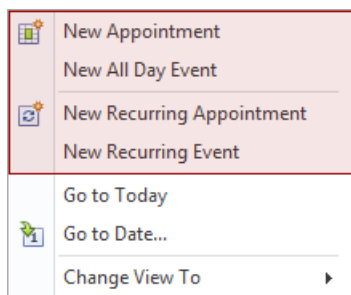 New Appointment
New All Day Event
New Recurring Appointment
New Recurring Event
Go to Today
1
Go to Date...
Change View To